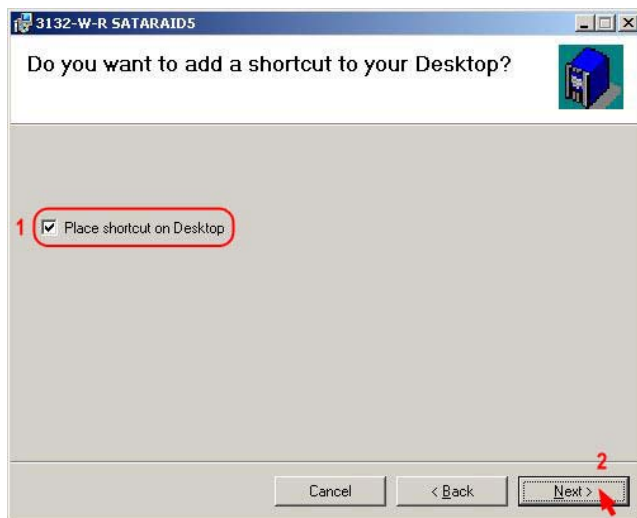 3132-W-R SATARAID5
Do you want to add a shortcut to your Desktop?
1 Place shortcut on Desktop
2
Cancel < Back Next >